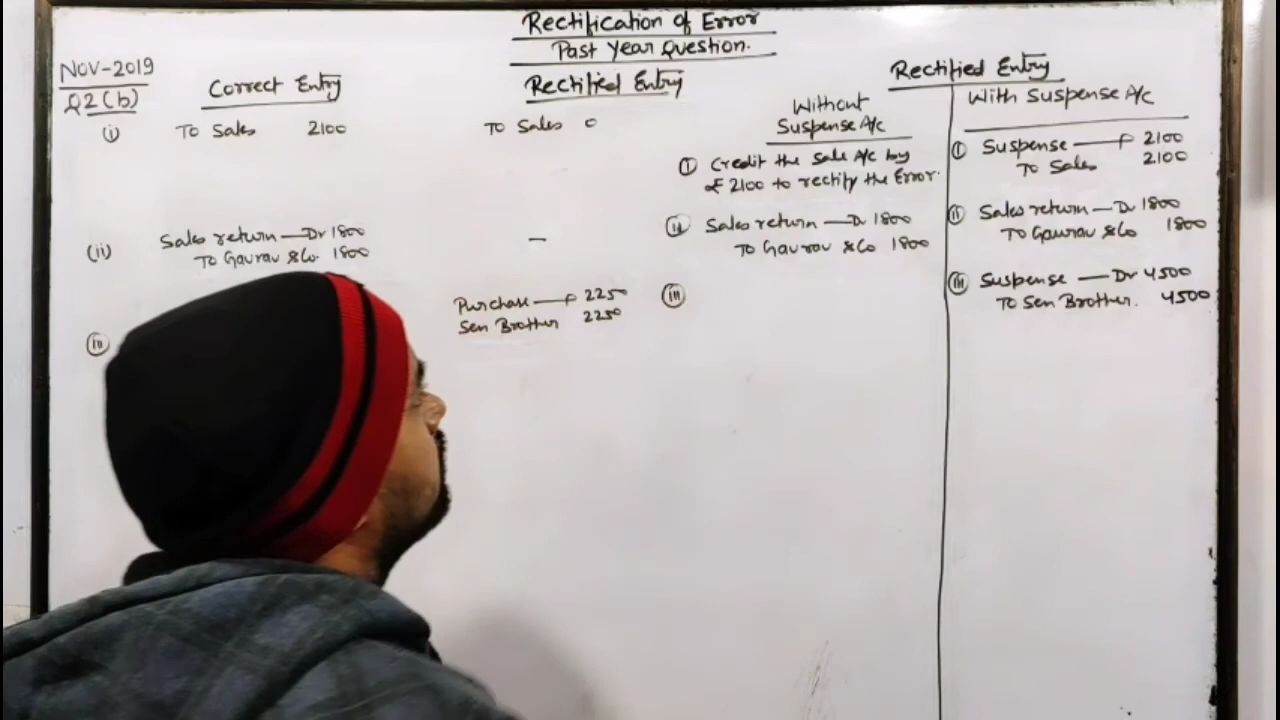 Rectification of Error
Past Year Question.
NOV-2019
Q2(b)
Correct Entry
Rectified Entry
Rectified Entry
Without
Suspense A/c
With Suspense A/c
(i) To Sales 2100
To Sales 0
(i) Credit the Sale A/c by
of 2100 to rectify the Error.
(i) Suspense 2100
To Sales 2100
(ii) Sales return — Dr 1800
To Gaurav & Co. 1800
—
(ii) Sales return — Dr 1800
To Gaurav & Co 1800
(ii) Sales return — Dr 1800
To Gaurav & Co 1800
(iii)
Purchase 2250
Sen Brother 2250
(iii)
(iii) Suspense — Dr 4500
To Sen Brother. 4500